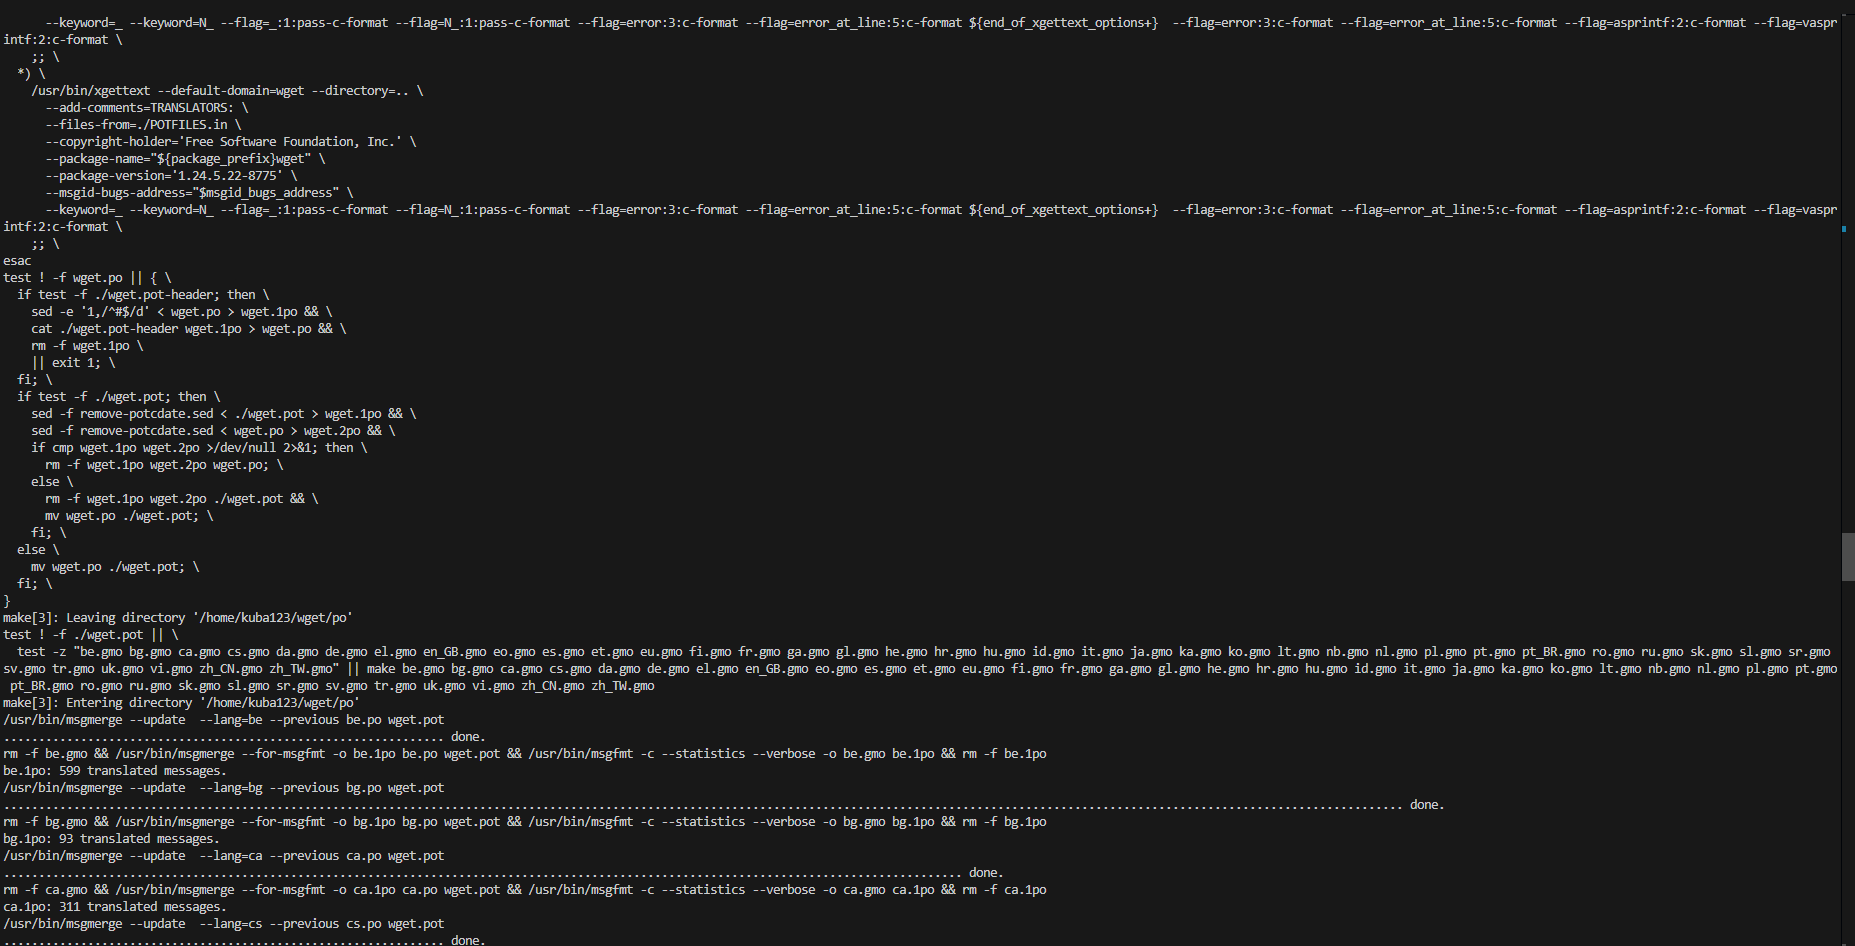 --keyword=_ --keyword=N_ --flag=_:1:pass-c-format --flag=N_:1:pass-c-format --flag=error:3:c-format --flag=error_at_line:5:c-format ${end_of_xgettext_options+}  --flag=error:3:c-format --flag=error_at_line:5:c-format --flag=asprintf:2:c-format --flag=vaspr
intf:2:c-format \
    ;; \
  *) \
    /usr/bin/xgettext --default-domain=wget --directory=.. \
      --add-comments=TRANSLATORS: \
      --files-from=./POTFILES.in \
      --copyright-holder='Free Software Foundation, Inc.' \
      --package-name="${package_prefix}wget" \
      --package-version='1.24.5.22-8775' \
      --msgid-bugs-address="$msgid_bugs_address" \
      --keyword=_ --keyword=N_ --flag=_:1:pass-c-format --flag=N_:1:pass-c-format --flag=error:3:c-format --flag=error_at_line:5:c-format ${end_of_xgettext_options+}  --flag=error:3:c-format --flag=error_at_line:5:c-format --flag=asprintf:2:c-format --flag=vaspr
intf:2:c-format \
    ;; \
esac
test ! -f wget.po || { \
  if test -f ./wget.pot-header; then \
    sed -e '1,/^#$/d' < wget.po > wget.1po && \
    cat ./wget.pot-header wget.1po > wget.po && \
    rm -f wget.1po \
    || exit 1; \
  fi; \
  if test -f ./wget.pot; then \
    sed -f remove-potcdate.sed < ./wget.pot > wget.1po && \
    sed -f remove-potcdate.sed < wget.po > wget.2po && \
    if cmp wget.1po wget.2po >/dev/null 2>&1; then \
      rm -f wget.1po wget.2po wget.po; \
    else \
      rm -f wget.1po wget.2po ./wget.pot && \
      mv wget.po ./wget.pot; \
    fi; \
  else \
    mv wget.po ./wget.pot; \
  fi; \
}
make[3]: Leaving directory '/home/kuba123/wget/po'
test ! -f ./wget.pot || \
  test -z "be.gmo bg.gmo ca.gmo cs.gmo da.gmo de.gmo el.gmo en_GB.gmo eo.gmo es.gmo et.gmo eu.gmo fi.gmo fr.gmo ga.gmo gl.gmo he.gmo hr.gmo hu.gmo id.gmo it.gmo ja.gmo ka.gmo ko.gmo lt.gmo nb.gmo nl.gmo pl.gmo pt.gmo pt_BR.gmo ro.gmo ru.gmo sk.gmo sl.gmo sr.gmo
sv.gmo tr.gmo uk.gmo vi.gmo zh_CN.gmo zh_TW.gmo" || make be.gmo bg.gmo ca.gmo cs.gmo da.gmo de.gmo el.gmo en_GB.gmo eo.gmo es.gmo et.gmo eu.gmo fi.gmo fr.gmo ga.gmo gl.gmo he.gmo hr.gmo hu.gmo id.gmo it.gmo ja.gmo ka.gmo ko.gmo lt.gmo nb.gmo nl.gmo pl.gmo pt.gmo
 pt_BR.gmo ro.gmo ru.gmo sk.gmo sl.gmo sr.gmo sv.gmo tr.gmo uk.gmo vi.gmo zh_CN.gmo zh_TW.gmo
make[3]: Entering directory '/home/kuba123/wget/po'
/usr/bin/msgmerge --update  --lang=be --previous be.po wget.pot
............................................................... done.
rm -f be.gmo && /usr/bin/msgmerge --for-msgfmt -o be.1po be.po wget.pot && /usr/bin/msgfmt -c --statistics --verbose -o be.gmo be.1po && rm -f be.1po
be.1po: 599 translated messages.
/usr/bin/msgmerge --update  --lang=bg --previous bg.po wget.pot
........................................................................................................................................................................................................ done.
rm -f bg.gmo && /usr/bin/msgmerge --for-msgfmt -o bg.1po bg.po wget.pot && /usr/bin/msgfmt -c --statistics --verbose -o bg.gmo bg.1po && rm -f bg.1po
bg.1po: 93 translated messages.
/usr/bin/msgmerge --update  --lang=ca --previous ca.po wget.pot
......................................................................................................................................... done.
rm -f ca.gmo && /usr/bin/msgmerge --for-msgfmt -o ca.1po ca.po wget.pot && /usr/bin/msgfmt -c --statistics --verbose -o ca.gmo ca.1po && rm -f ca.1po
ca.1po: 311 translated messages.
/usr/bin/msgmerge --update  --lang=cs --previous cs.po wget.pot
............................................................... done.